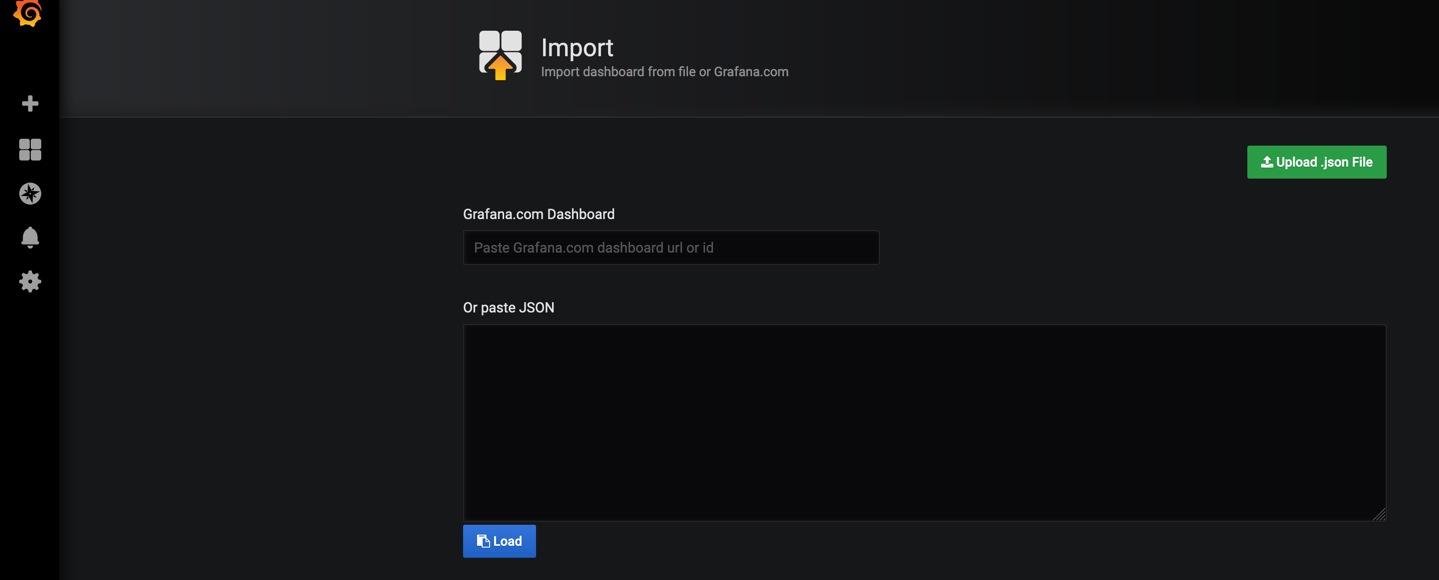 Import
Import dashboard from file or Grafana.com
Upload .json File
Grafana.com Dashboard
Paste Grafana.com dashboard url or id
Or paste JSON
Load